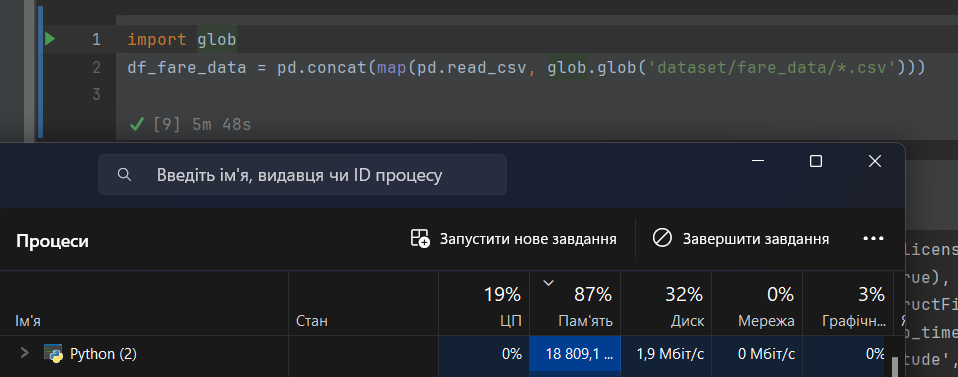 1 import glob
2 df_fare_data = pd.concat(map(pd.read_csv, glob.glob('dataset/fare_data/*.csv')))
3
[9] 5m 48s
Введіть ім'я, видавця чи ID процесу
Процеси
Запустити нове завдання
Завершити завдання
19% 87% 32% 0% 3%
Ім'я Стан ЦП Пам'ять Диск Мережа Графічн...
Python (2) 0% 18 809,1 ... 1,9 Мбіт/с 0 Мбіт/с 0%
licens
rue),
ructFi
o_time
tude',